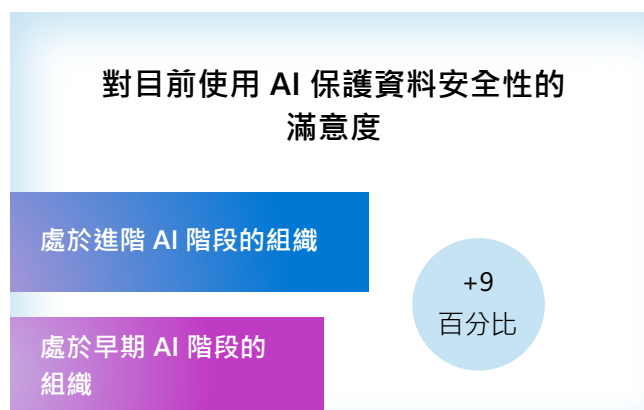 對目前使用 AI 保護資料安全性的
滿意度
處於進階 AI 階段的組織
+9
百分比
處於早期 AI 階段的
組織